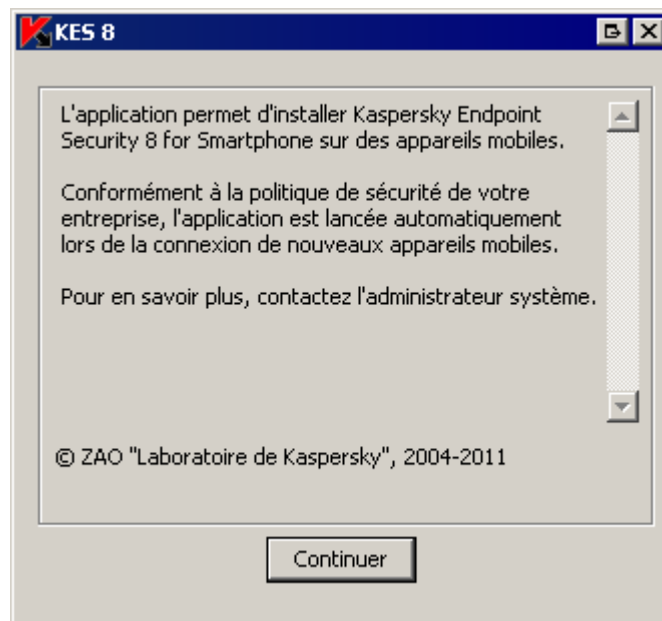 KES 8
L'application permet d'installer Kaspersky Endpoint
Security 8 for Smartphone sur des appareils mobiles.
Conformément à la politique de sécurité de votre
entreprise, l'application est lancée automatiquement
lors de la connexion de nouveaux appareils mobiles.
Pour en savoir plus, contactez l'administrateur système.
© ZAO "Laboratoire de Kaspersky", 2004-2011
Continuer